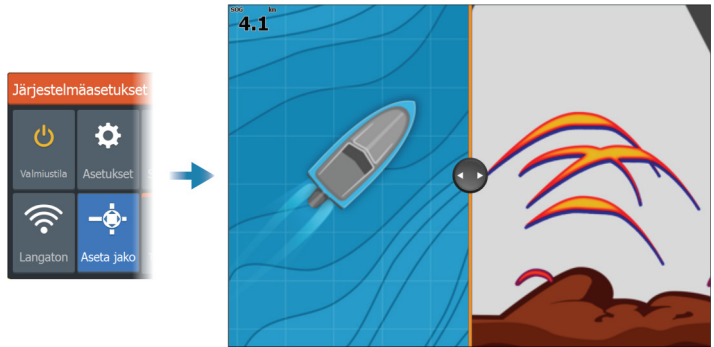 Järjestelmäasetukset
Valmiustila
Asetukset
Langaton
Aseta jako
SOG kn
4.1